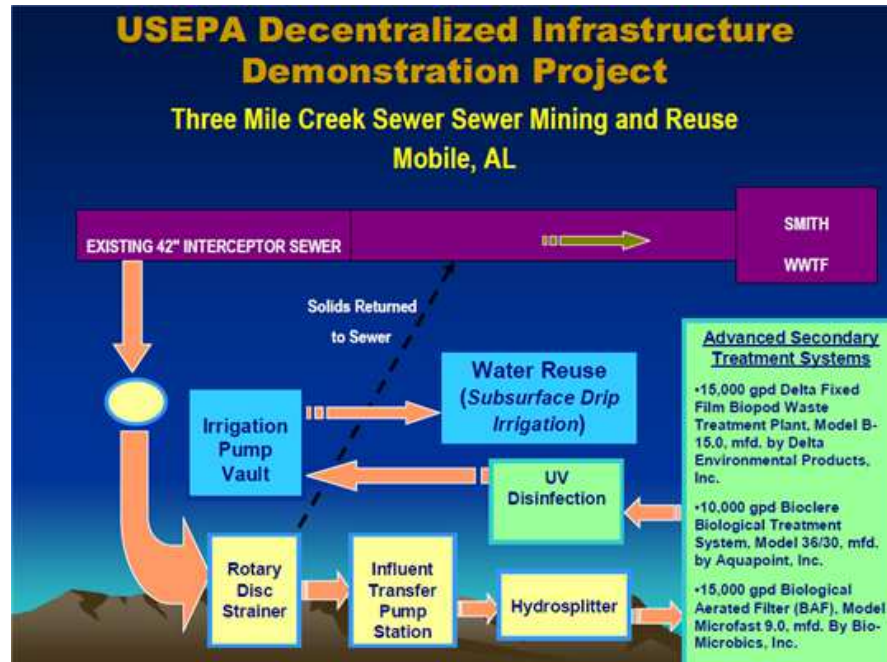 USEPA Decentralized Infrastructure
Demonstration Project
Three Mile Creek Sewer Sewer Mining and Reuse
Mobile, AL
EXISTING 42" INTERCEPTOR SEWER
SMITH
WWTF
Solids Returned
to Sewer
Water Reuse
(Subsurface Drip
Irrigation)
Irrigation
Pump
Vault
UV
Disinfection
Rotary
Disc
Strainer
Influent
Transfer
Pump
Station
Hydrosplitter
Advanced Secondary
Treatment Systems
•15,000 gpd Delta Fixed
Film Biopod Waste
Treatment Plant, Model B-
15.0, mfd. by Delta
Environmental Products,
Inc.
•10,000 gpd Bioclere
Biological Treatment
System, Model 36/30, mfd.
by Aquapoint, Inc.
•15,000 gpd Biological
Aerated Filter (BAF), Model
Microfast 9.0, mfd. By Bio-
Microbics, Inc.